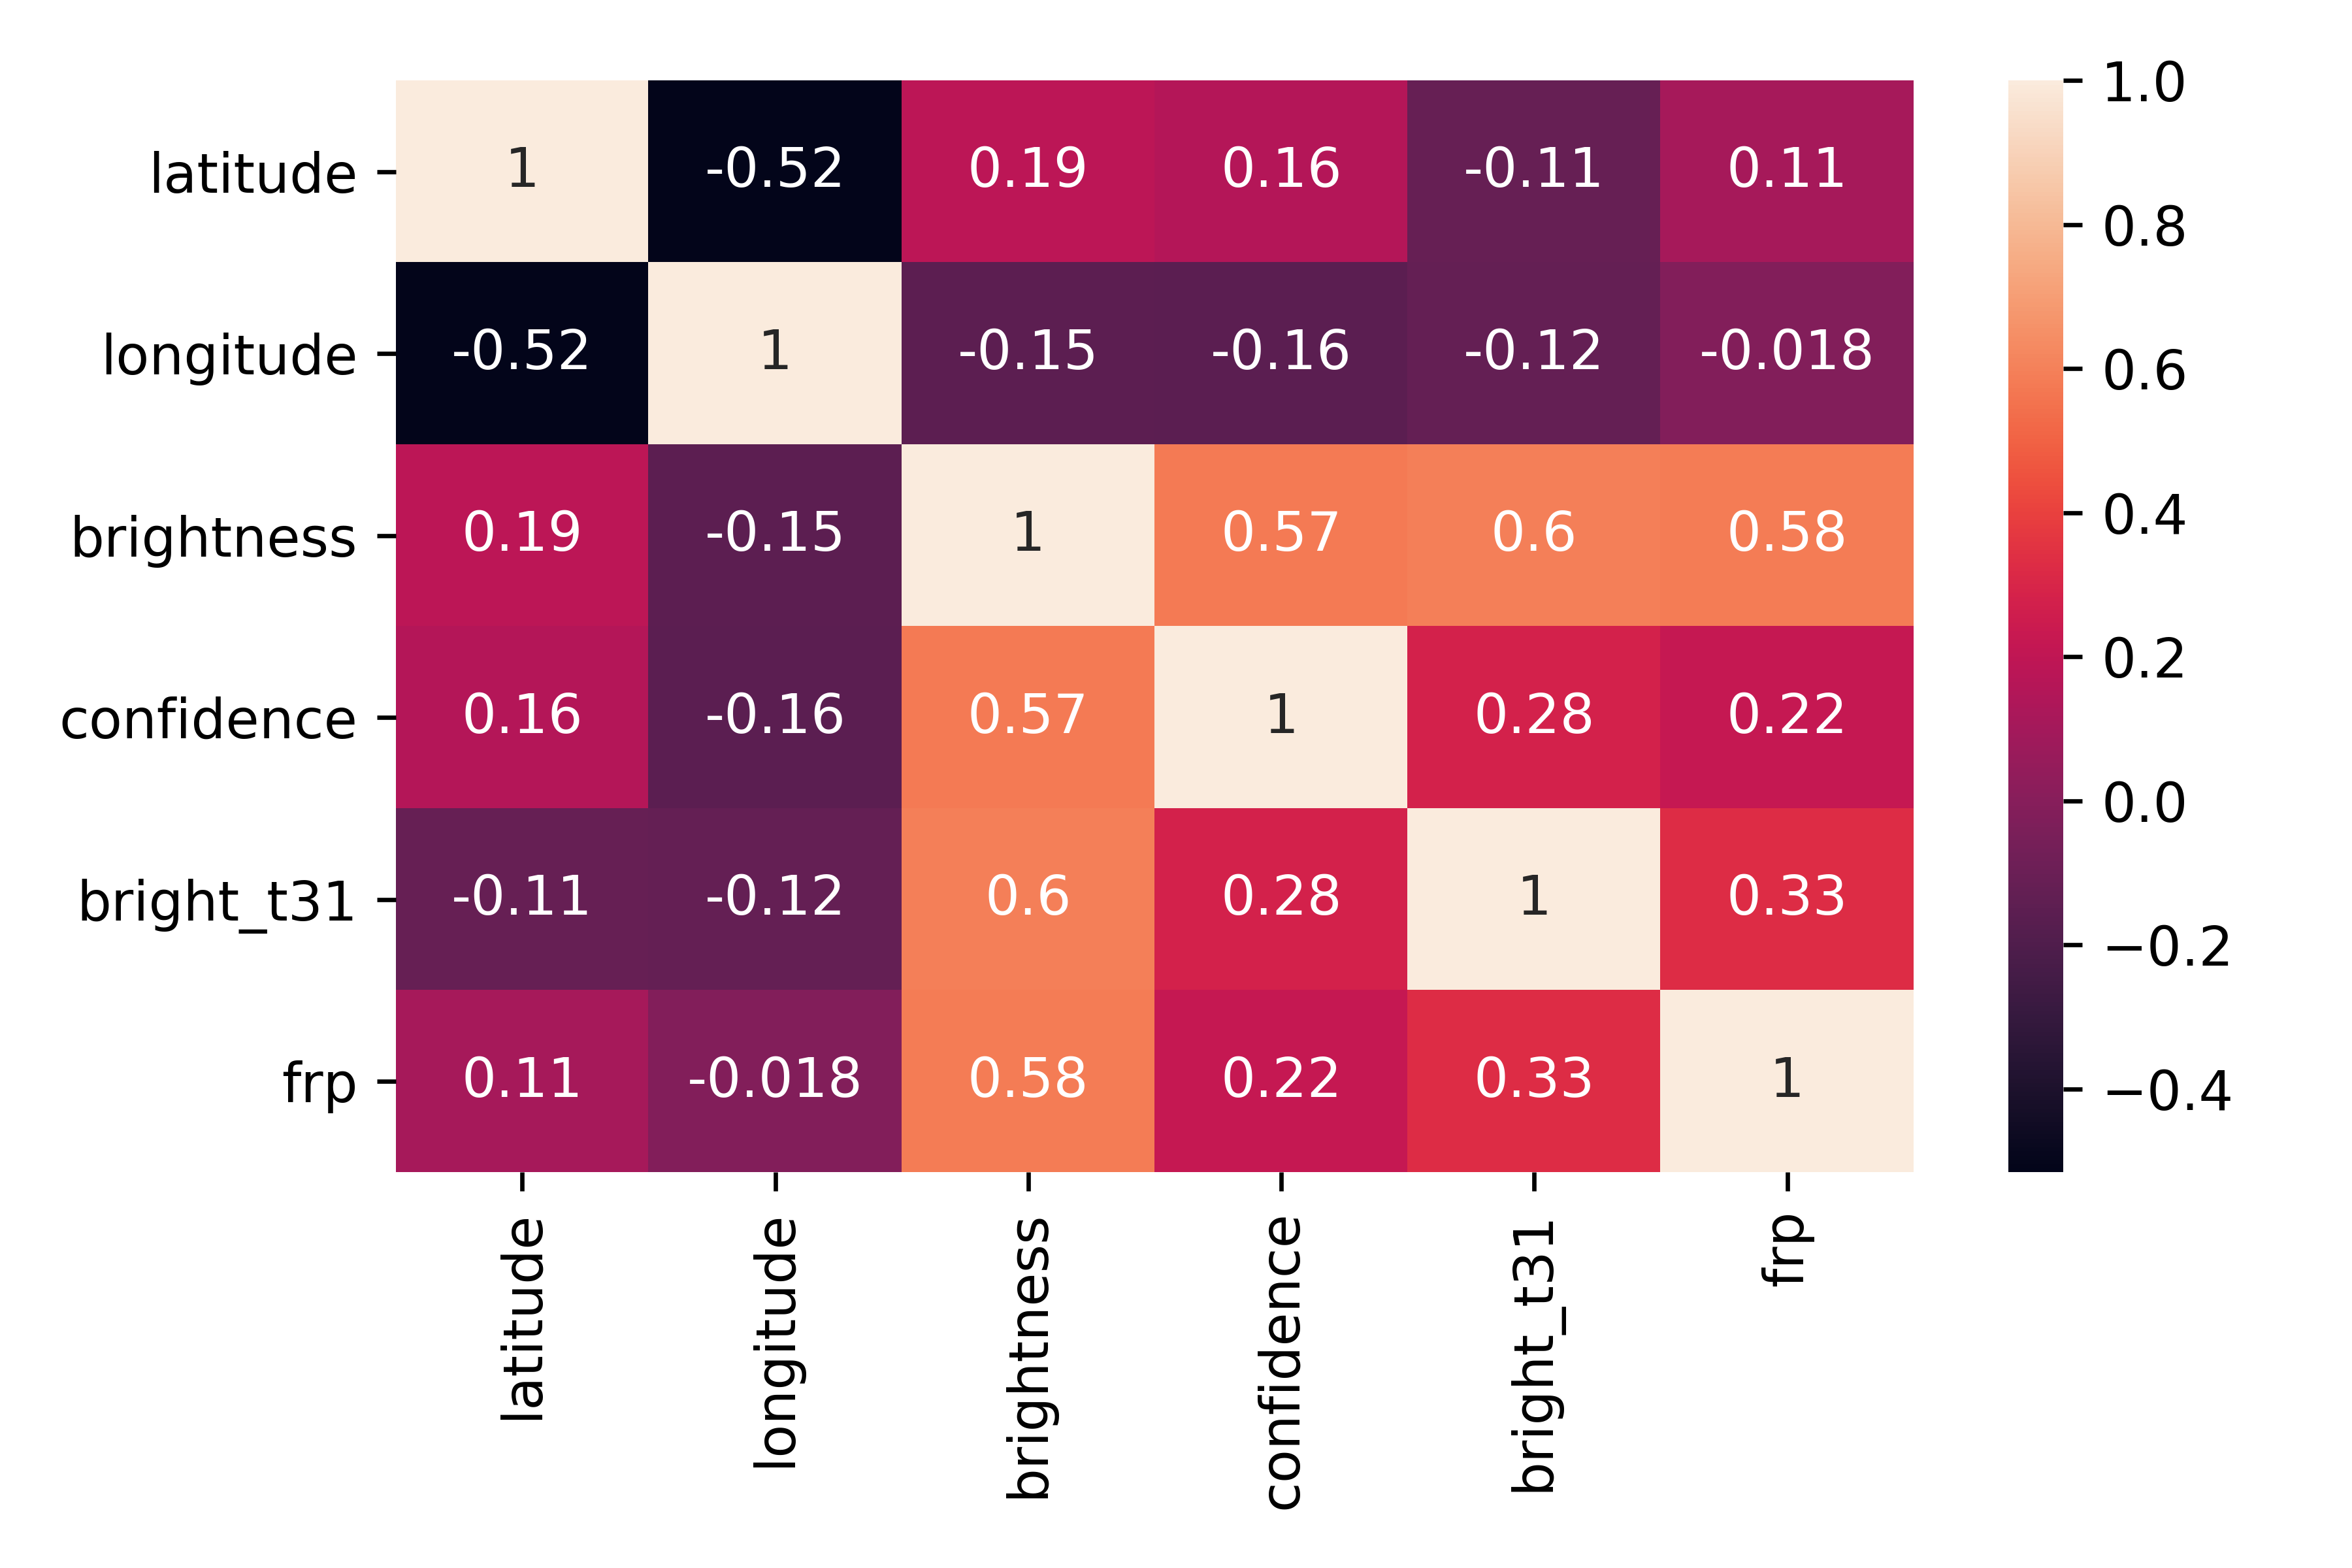 latitude 1 -0.52 0.19 0.16 -0.11 0.11
longitude -0.52 1 -0.15 -0.16 -0.12 -0.018
brightness 0.19 -0.15 1 0.57 0.6 0.58
confidence 0.16 -0.16 0.57 1 0.28 0.22
bright_t31 -0.11 -0.12 0.6 0.28 1 0.33
frp 0.11 -0.018 0.58 0.22 0.33 1
latitude
longitude
brightness
confidence
bright_t31
frp
1.0
0.8
0.6
0.4
0.2
0.0
−0.2
−0.4